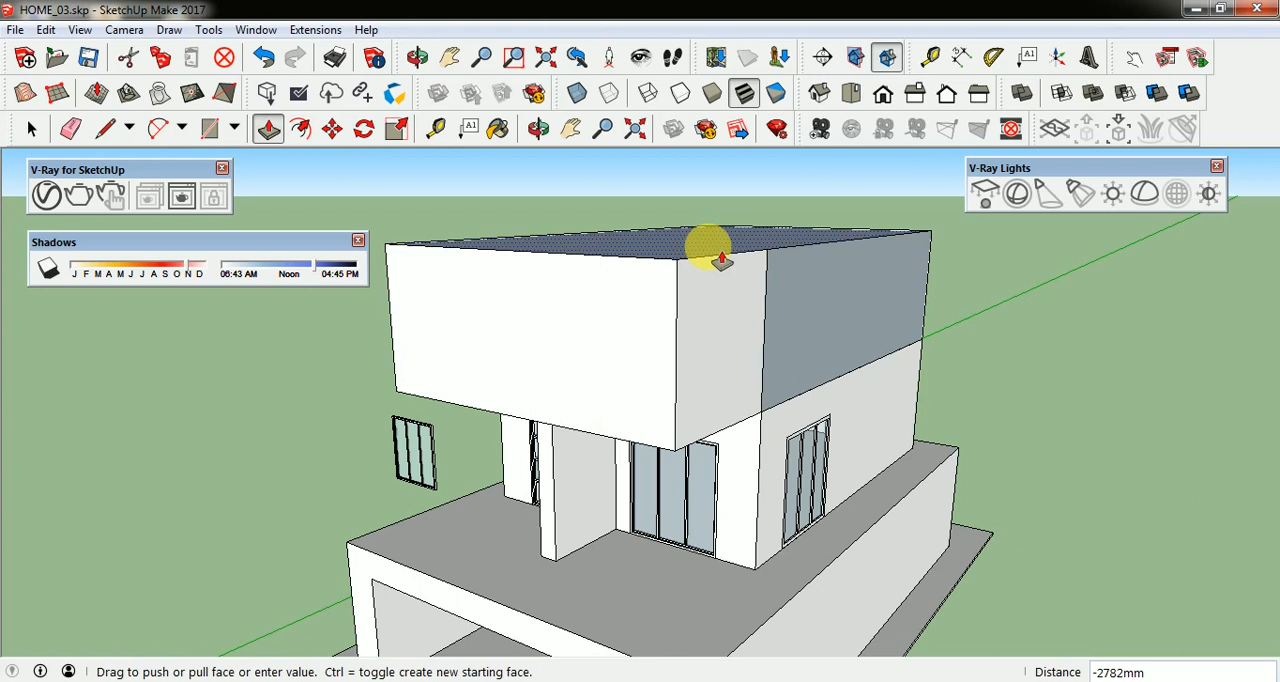 HOME_03.skp - SketchUp Make 2017
File Edit View Camera Draw Tools Window Extensions Help
A1
A1
V-Ray for SketchUp
V-Ray Lights
Shadows
J F M A M J J A S O N D 06:43 AM Noon 04:45 PM
Drag to push or pull face or enter value. Ctrl = toggle create new starting face.
Distance -2782mm